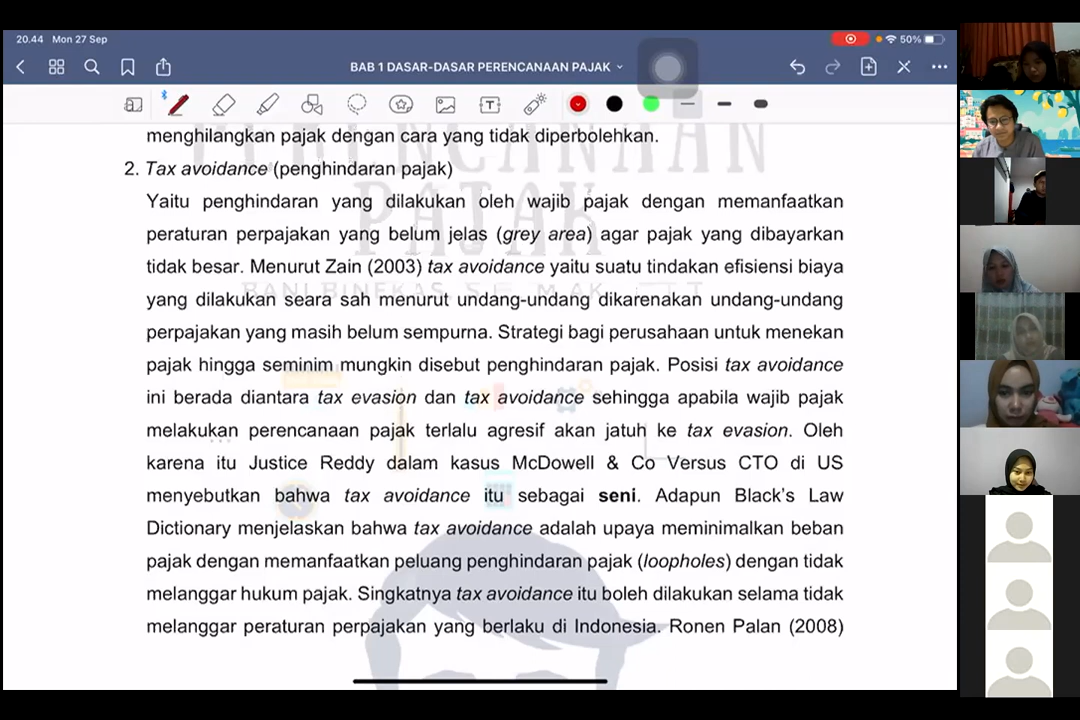 20.44 Mon 27 Sep
50%
BAB 1 DASAR-DASAR PERENCANAAN PAJAK
menghilangkan pajak dengan cara yang tidak diperbolehkan.
2. Tax avoidance (penghindaran pajak)
Yaitu penghindaran yang dilakukan oleh wajib pajak dengan memanfaatkan
peraturan perpajakan yang belum jelas (grey area) agar pajak yang dibayarkan
tidak besar. Menurut Zain (2003) tax avoidance yaitu suatu tindakan efisiensi biaya
yang dilakukan seara sah menurut undang-undang dikarenakan undang-undang
perpajakan yang masih belum sempurna. Strategi bagi perusahaan untuk menekan
pajak hingga seminim mungkin disebut penghindaran pajak. Posisi tax avoidance
ini berada diantara tax evasion dan tax avoidance sehingga apabila wajib pajak
melakukan perencanaan pajak terlalu agresif akan jatuh ke tax evasion. Oleh
karena itu Justice Reddy dalam kasus McDowell & Co Versus CTO di US
menyebutkan bahwa tax avoidance itu sebagai seni. Adapun Black's Law
Dictionary menjelaskan bahwa tax avoidance adalah upaya meminimalkan beban
pajak dengan memanfaatkan peluang penghindaran pajak (loopholes) dengan tidak
melanggar hukum pajak. Singkatnya tax avoidance itu boleh dilakukan selama tidak
melanggar peraturan perpajakan yang berlaku di Indonesia. Ronen Palan (2008)
PERENCANAAN
PAJAK